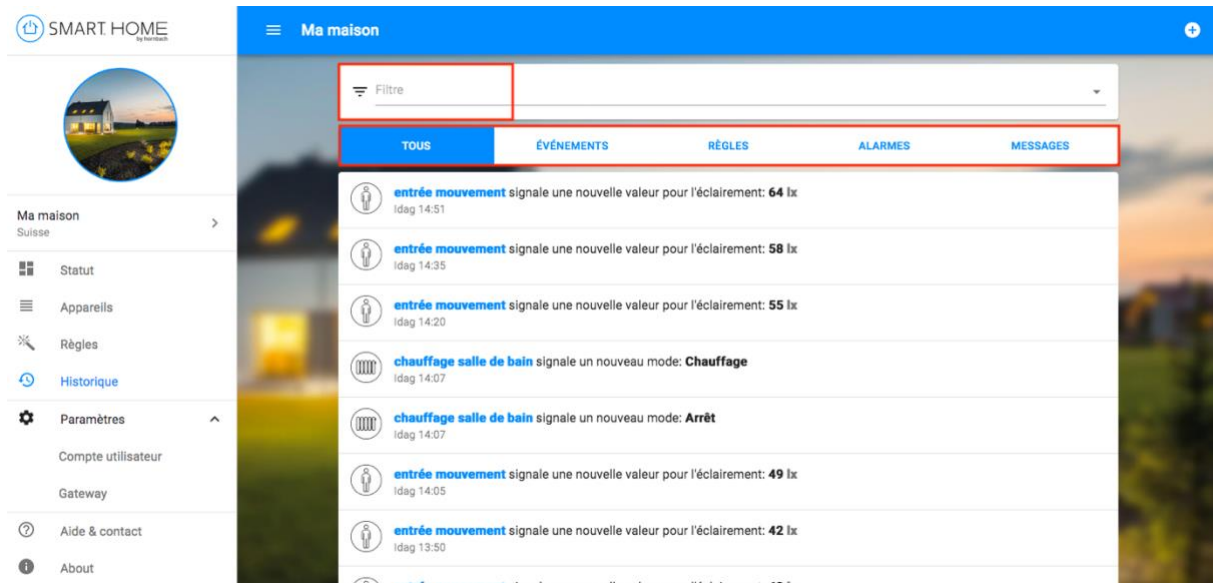 SMART HOME
by hornbach
Ma maison
Filtre
TOUS ÉVÉNEMENTS RÈGLES ALARMES MESSAGES
Ma maison
Suisse
Statut
Appareils
Règles
Historique
Paramètres
Compte utilisateur
Gateway
Aide & contact
About
entrée mouvement signale une nouvelle valeur pour l'éclairement: 64 lx
Idag 14:51
entrée mouvement signale une nouvelle valeur pour l'éclairement: 58 lx
Idag 14:35
entrée mouvement signale une nouvelle valeur pour l'éclairement: 55 lx
Idag 14:20
chauffage salle de bain signale un nouveau mode: Chauffage
Idag 14:07
chauffage salle de bain signale un nouveau mode: Arrêt
Idag 14:07
entrée mouvement signale une nouvelle valeur pour l'éclairement: 49 lx
Idag 14:05
entrée mouvement signale une nouvelle valeur pour l'éclairement: 42 lx
Idag 13:50